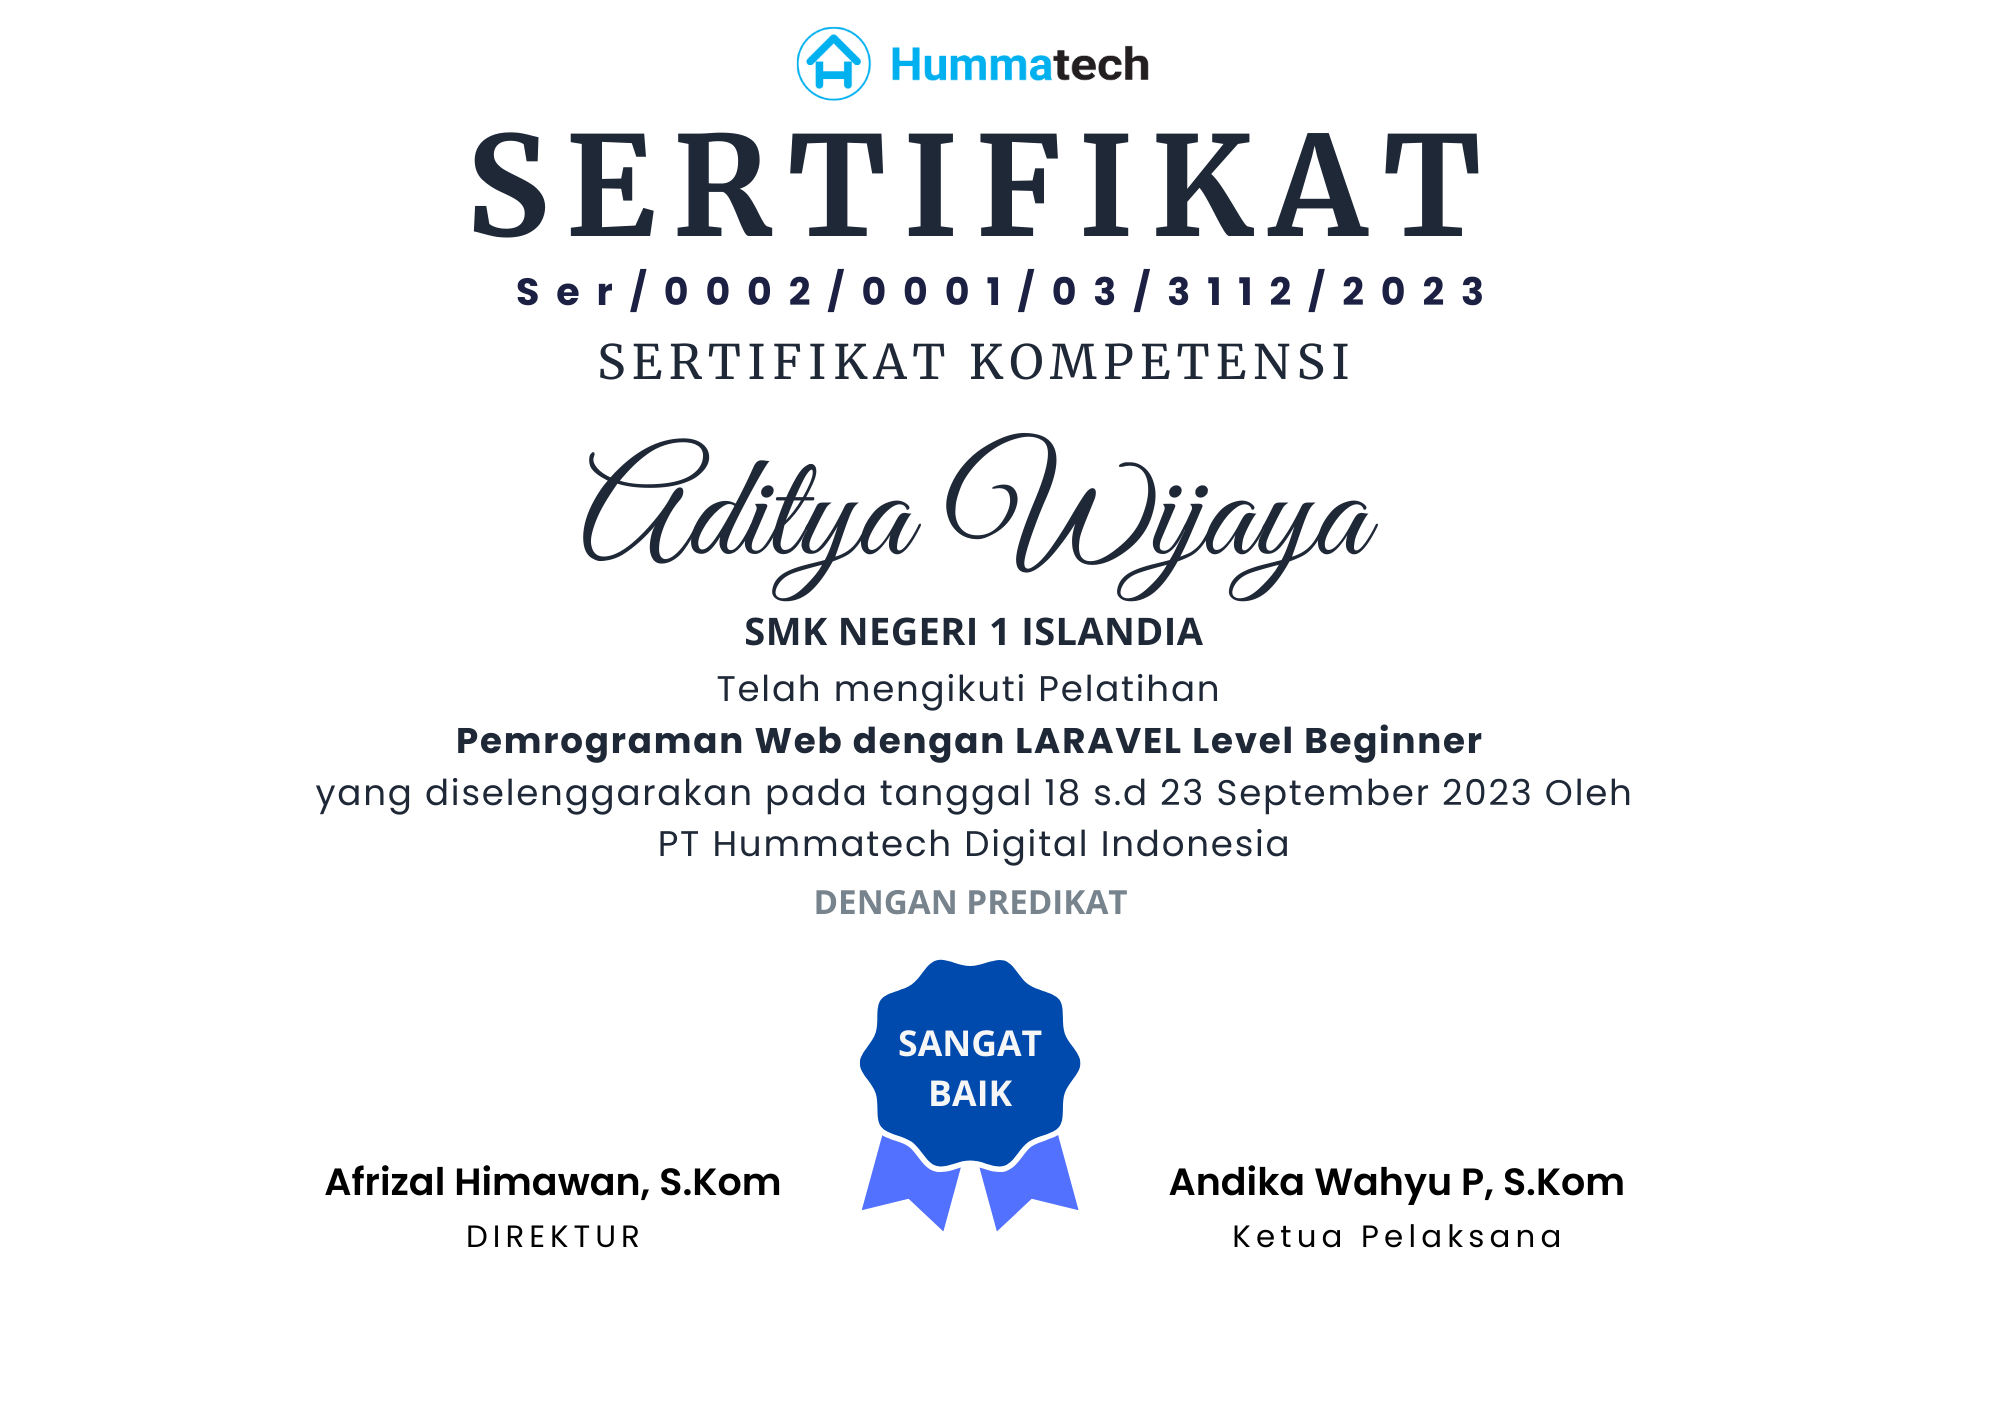 Hummatech
SERTIFIKAT
Ser/0002/0001/03/3112/2023
SERTIFIKAT KOMPETENSI
Aditya Wijaya
SMK NEGERI 1 ISLANDIA
Telah mengikuti Pelatihan
Pemrograman Web dengan LARAVEL Level Beginner
yang diselenggarakan pada tanggal 18 s.d 23 September 2023 Oleh
PT Hummatech Digital Indonesia
DENGAN PREDIKAT
SANGAT
BAIK
Afrizal Himawan, S.Kom
DIREKTUR
Andika Wahyu P, S.Kom
Ketua Pelaksana